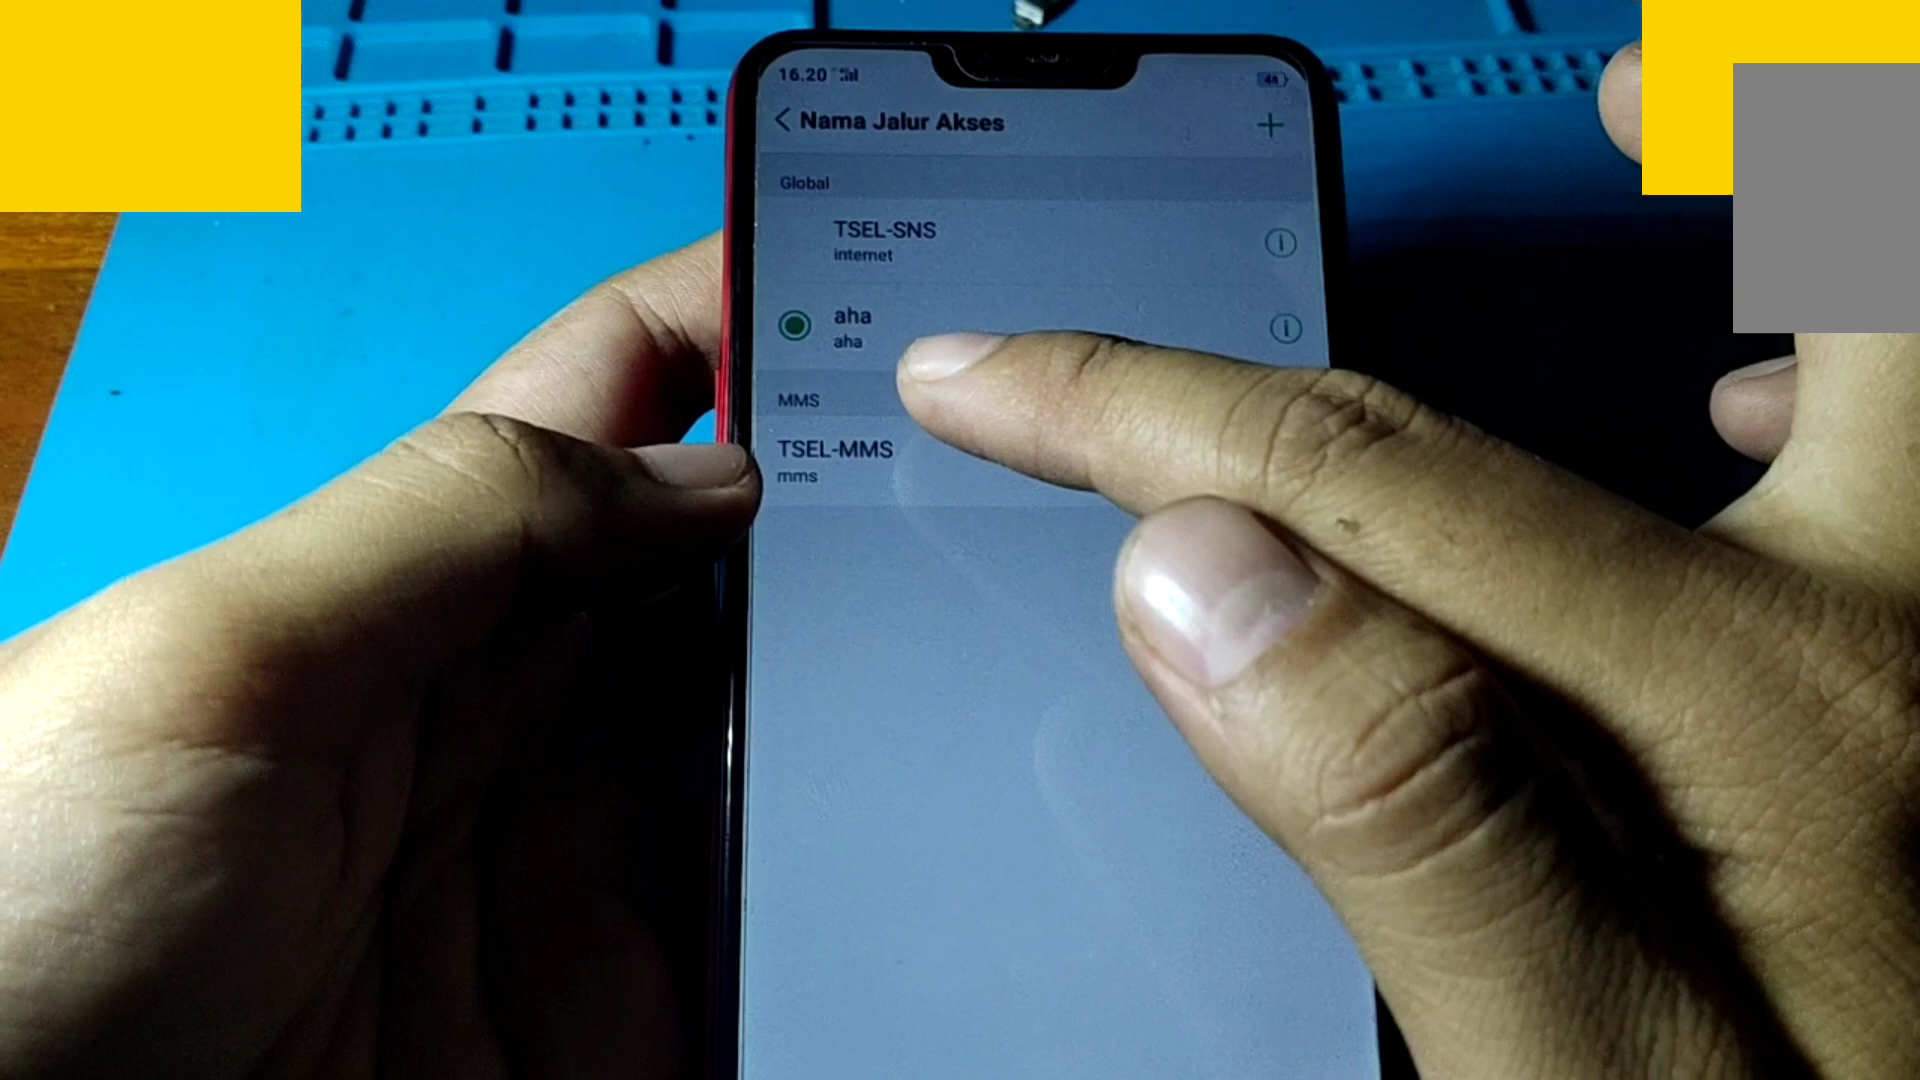 16.20
Nama Jalur Akses
Global
TSEL-SNS
internet
aha
aha
MMS
TSEL-MMS
mms